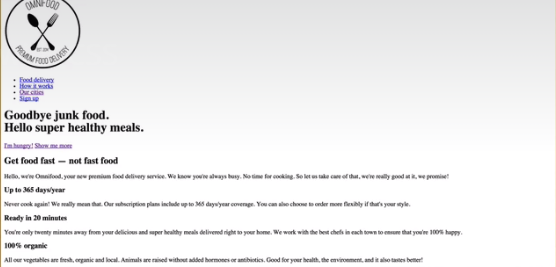 OMNIFOOD
EST. 2014
PREMIUM FOOD DELIVERY
Food delivery
How it works
Our cities
Sign up
Goodbye junk food.
Hello super healthy meals.
I'm hungry! Show me more
Get food fast — not fast food
Hello, we're Omnifood, your new premium food delivery service. We know you're always busy. No time for cooking. So let us take care of that, we're really good at it, we promise!
Up to 365 days/year
Never cook again! We really mean that. Our subscription plans include up to 365 days/year coverage. You can also choose to order more flexibly if that's your style.
Ready in 20 minutes
You're only twenty minutes away from your delicious and super healthy meals delivered right to your home. We work with the best chefs in each town to ensure that you're 100% happy.
100% organic
All our vegetables are fresh, organic and local. Animals are raised without added hormones or antibiotics. Good for your health, the environment, and it also tastes better!